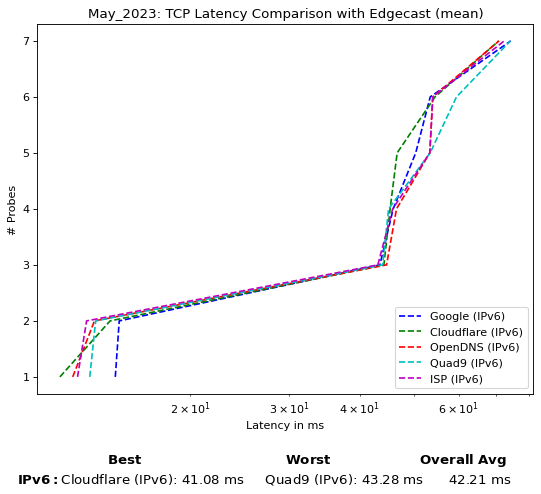 May_2023: TCP Latency Comparison with Edgecast (mean)
7
6
5
4
3
2
1
# Probes
Google (IPv6)
Cloudflare (IPv6)
OpenDNS (IPv6)
Quad9 (IPv6)
ISP (IPv6)
2 × 10¹ 3 × 10¹ 4 × 10¹ 6 × 10¹
Latency in ms
Best Worst Overall Avg
IPv6: Cloudflare (IPv6): 41.08 ms Quad9 (IPv6): 43.28 ms 42.21 ms